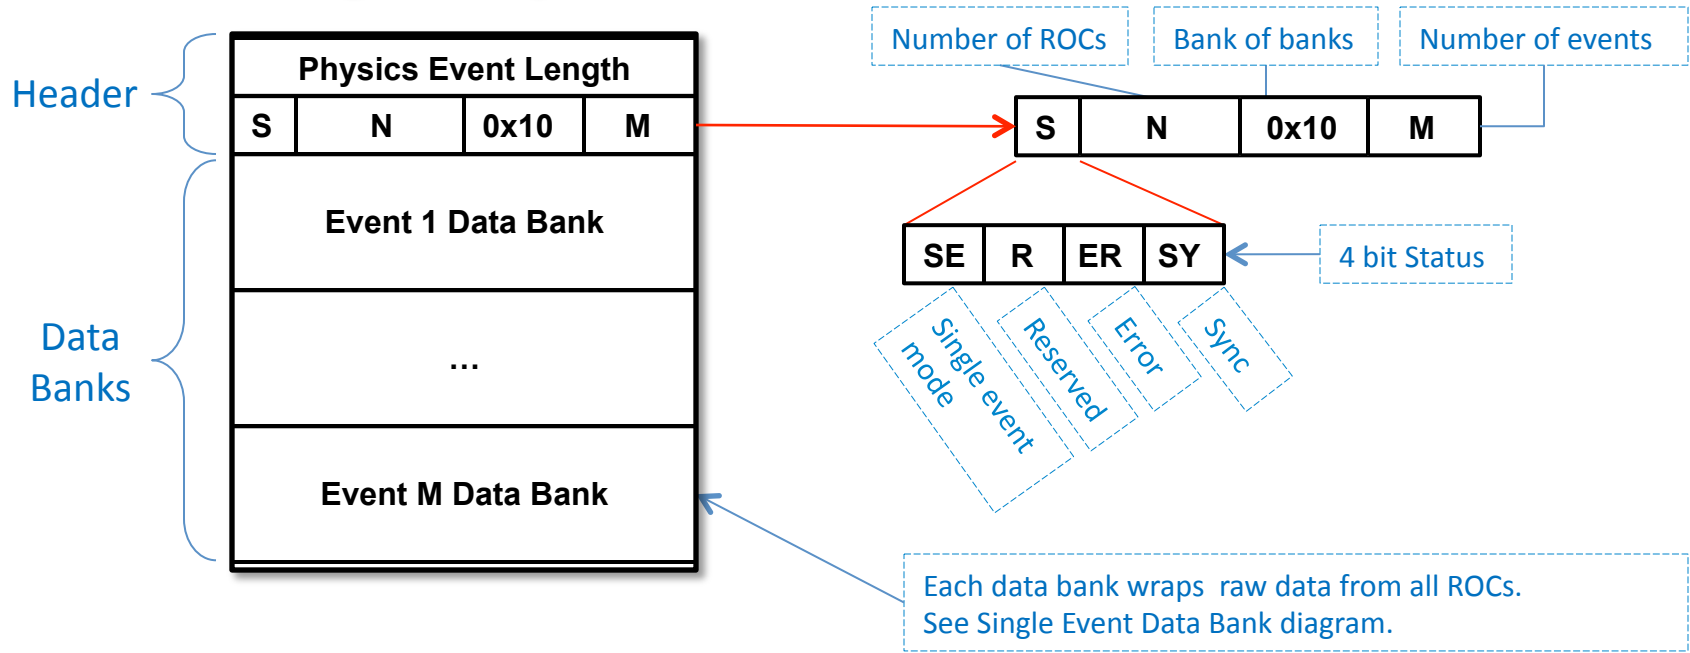 Header
Physics Event Length
S N 0x10 M
Event 1 Data Bank
Data
Banks
...
Event M Data Bank
Number of ROCs
Bank of banks
Number of events
S N 0x10 M
SE R ER SY
4 bit Status
Single event
mode
Reserved
Error
Sync
Each data bank wraps  raw data from all ROCs.
See Single Event Data Bank diagram.